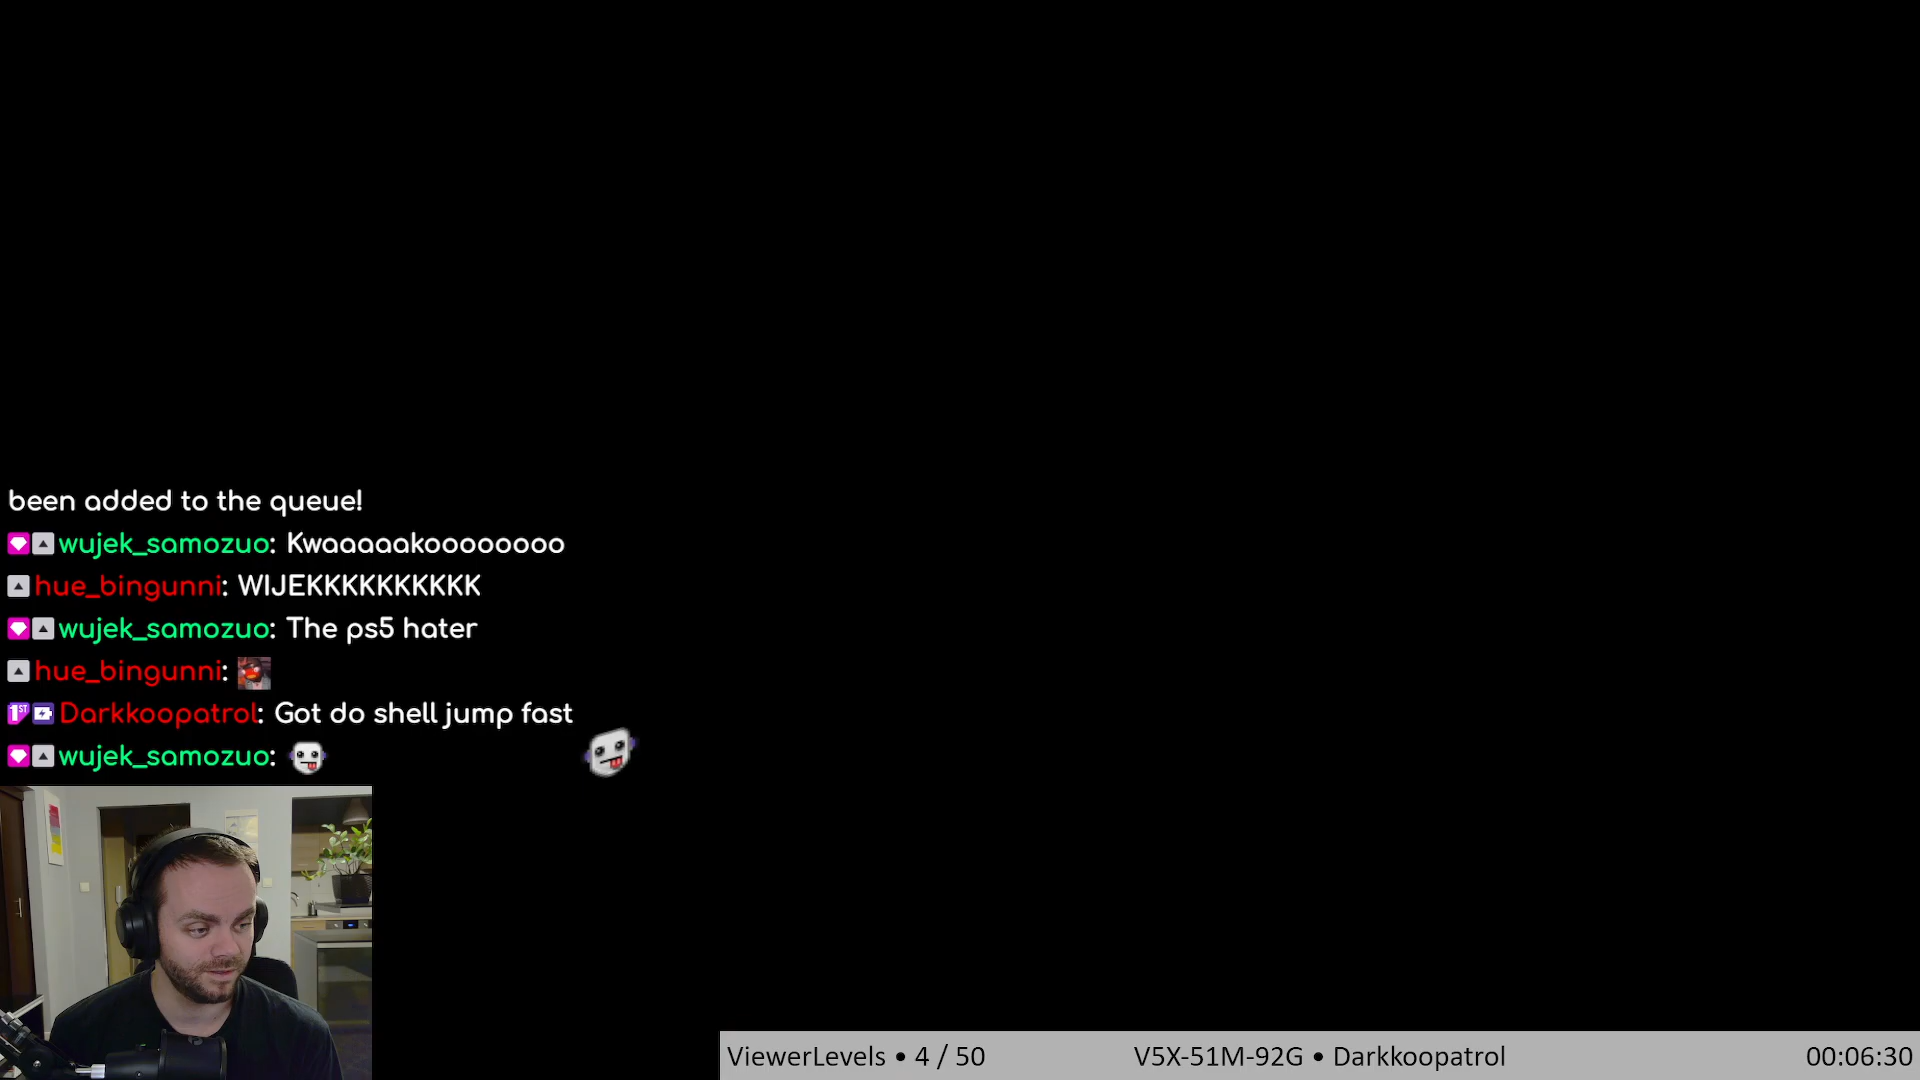 been added to the queue!
wujek_samozuo: Kwaaaaakoooooooo
hue_bingunni: WIJEKKKKKKKKKK
wujek_samozuo: The ps5 hater
hue_bingunni:
1ST Darkkoopatrol: Got do shell jump fast
wujek_samozuo:
ViewerLevels • 4 / 50 V5X-51M-92G • Darkkoopatrol 00:06:30